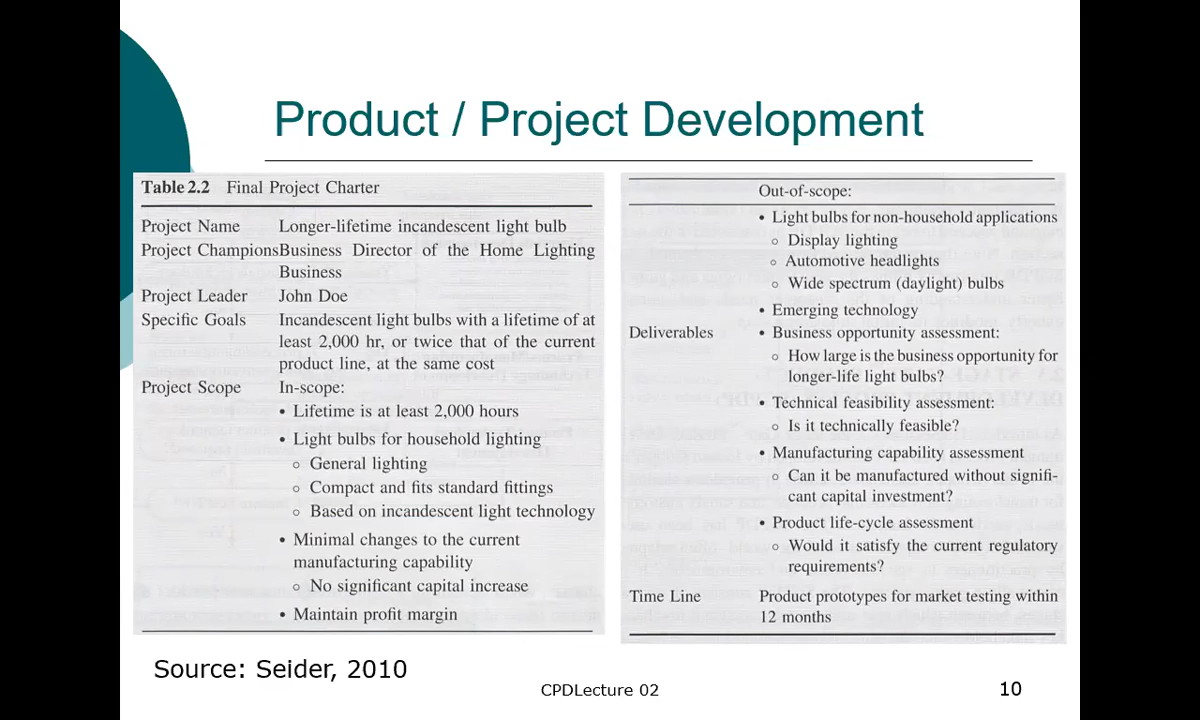 Product / Project Development
Table 2.2 Final Project Charter
Project Name Longer-lifetime incandescent light bulb
Project Champions Business Director of the Home Lighting
Business
Project Leader John Doe
Specific Goals Incandescent light bulbs with a lifetime of at
least 2,000 hr, or twice that of the current
product line, at the same cost
Project Scope In-scope:
• Lifetime is at least 2,000 hours
• Light bulbs for household lighting
○ General lighting
○ Compact and fits standard fittings
○ Based on incandescent light technology
• Minimal changes to the current
manufacturing capability
○ No significant capital increase
• Maintain profit margin
Out-of-scope:
• Light bulbs for non-household applications
○ Display lighting
○ Automotive headlights
○ Wide spectrum (daylight) bulbs
• Emerging technology
Deliverables • Business opportunity assessment:
○ How large is the business opportunity for
longer-life light bulbs?
• Technical feasibility assessment:
○ Is it technically feasible?
• Manufacturing capability assessment
○ Can it be manufactured without signifi-
cant capital investment?
• Product life-cycle assessment
○ Would it satisfy the current regulatory
requirements?
Time Line Product prototypes for market testing within
12 months
Source: Seider, 2010
CPDLecture 02
10